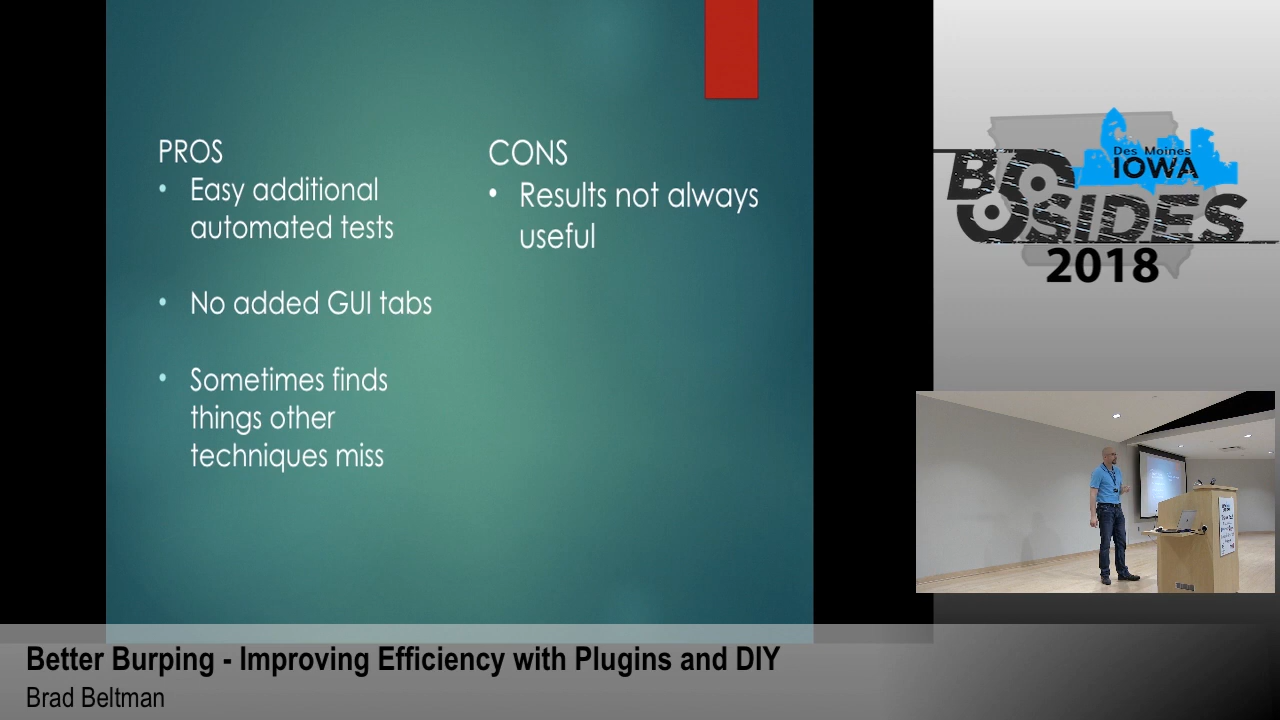 PROS
• Easy additional
automated tests
• No added GUI tabs
• Sometimes finds
things other
techniques miss
CONS
• Results not always
useful
Des Moines
IOWA
BSIDES
2018
Better Burping - Improving Efficiency with Plugins and DIY
Brad Beltman